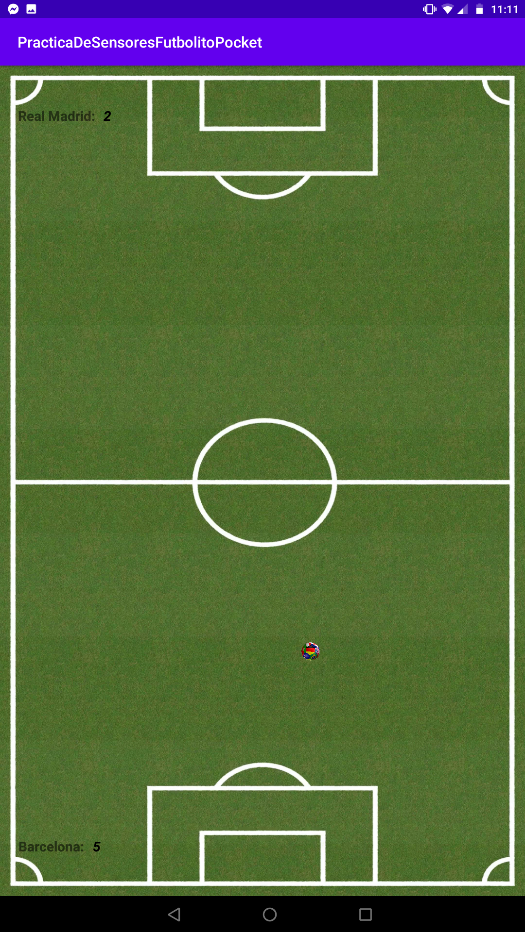 11:11
PracticaDeSensoresFutbolitoPocket
Real Madrid: 2
Barcelona: 5